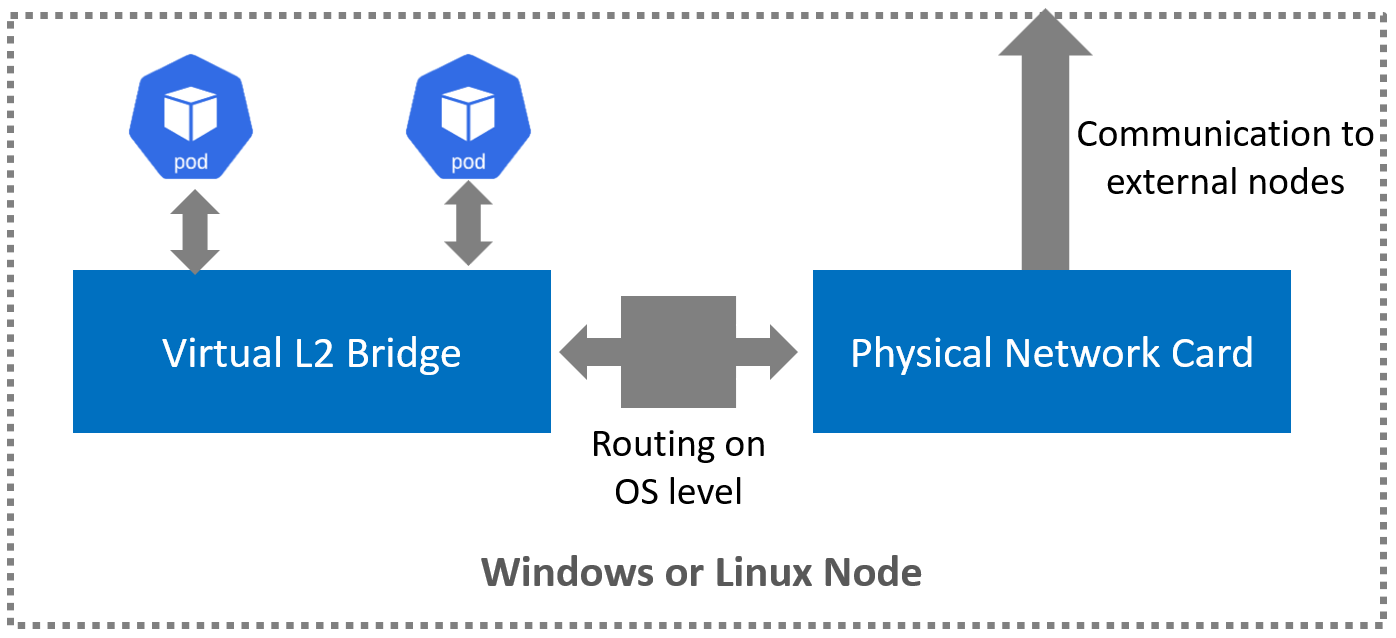 pod
pod
Communication to
external nodes
Virtual L2 Bridge
Physical Network Card
Routing on
OS level
Windows or Linux Node